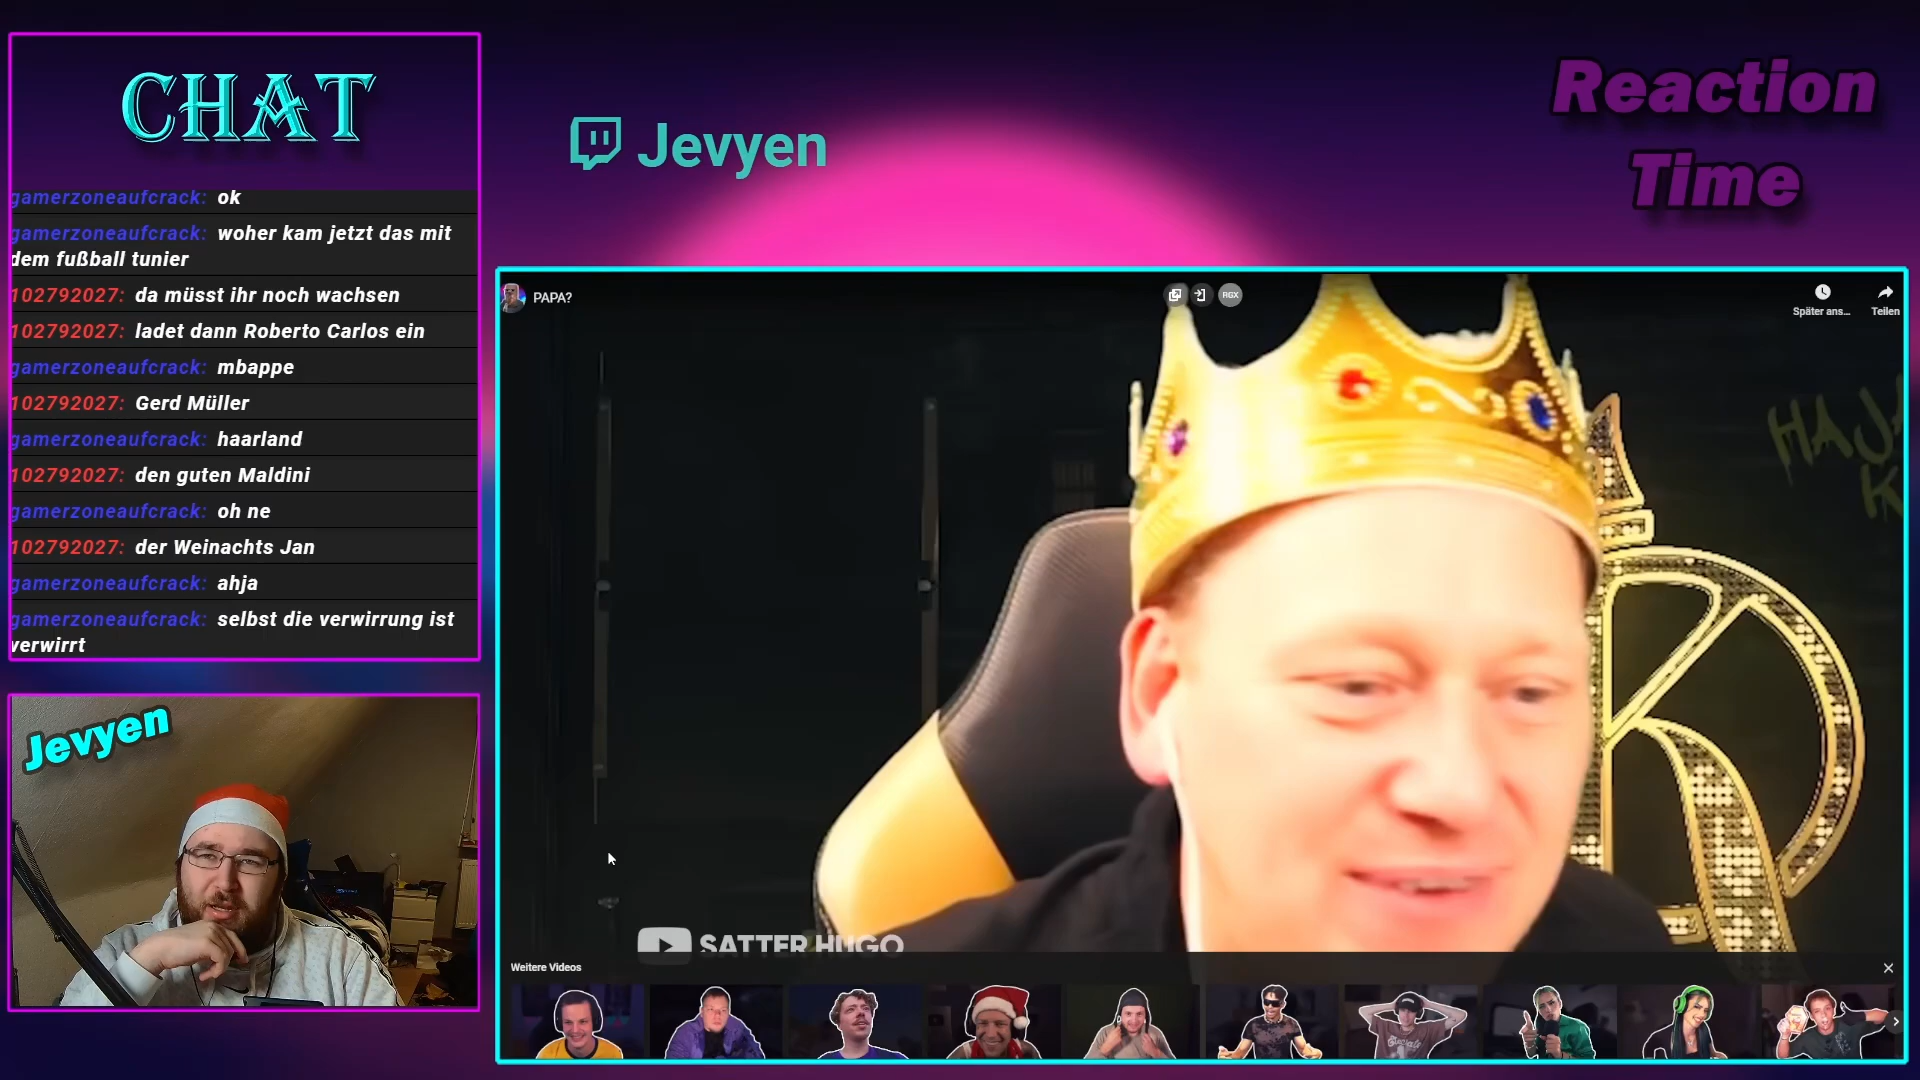 CHAT
gamerzoneaufcrack: ok
gamerzoneaufcrack: woher kam jetzt das mit
dem fußball tunier
102792027: da müsst ihr noch wachsen
102792027: ladet dann Roberto Carlos ein
gamerzoneaufcrack: mbappe
102792027: Gerd Müller
gamerzoneaufcrack: haarland
102792027: den guten Maldini
gamerzoneaufcrack: oh ne
102792027: der Weinachts Jan
gamerzoneaufcrack: ahja
gamerzoneaufcrack: selbst die verwirrung ist
verwirrt
Jevyen
Jevyen
Reaction
Time
PAPA?
RGX
Später ans...
Teilen
K
SATTER HUGO
Weitere Videos